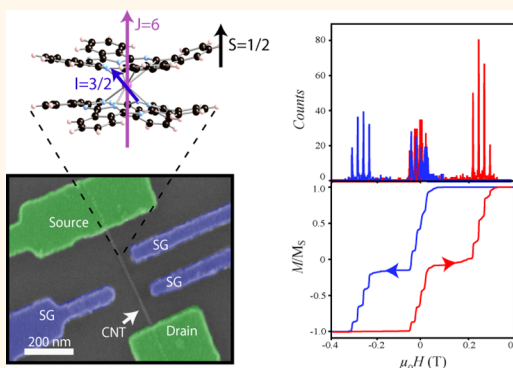 J=6
S=1/2
I=3/2
Source
SG
SG
SG
CNT
Drain
200 nm
Counts
80
60
40
20
0
M/MS
1.0
0.5
0
-0.5
-1.0
-0.4
-0.2
0
0.2
0.4
μ₀H (T)